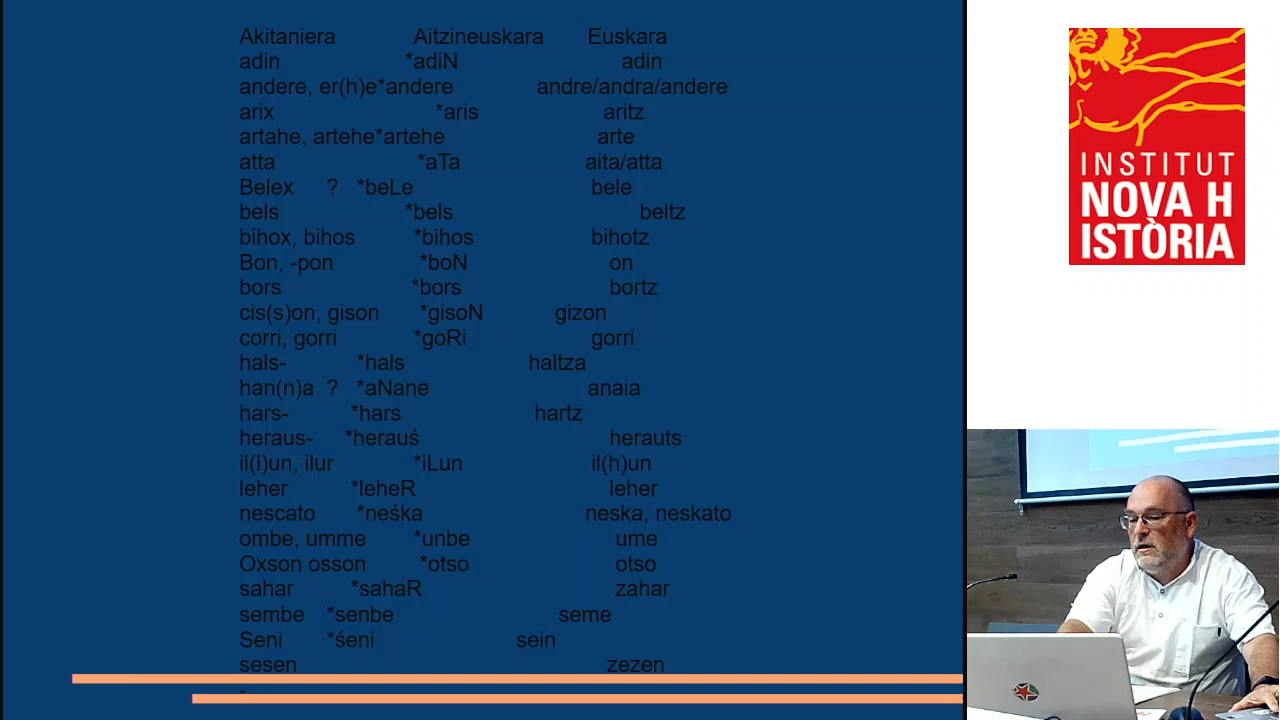 Akitaniera Aitzineuskara Euskara
adin *adiN adin
andere, er(h)e*andere andre/andra/andere
arix *aris aritz
artahe, artehe*artehe arte
atta *aTa aita/atta
Belex ? *beLe bele
bels *bels beltz
bihox, bihos *bihos bihotz
Bon, -pon *boN on
bors *bors bortz
cis(s)on, gison *gisoN gizon
corri, gorri *goRi gorri
hals- *hals haltza
han(n)a ? *aNane anaia
hars- *hars hartz
heraus- *herauś herauts
il(l)un, ilur *iLun il(h)un
leher *leheR leher
nescato *neśka neska, neskato
ombe, umme *unbe ume
Oxson osson *otso otso
sahar *sahaR zahar
sembe *senbe seme
Seni *śeni sein
sesen zezen
-
INSTITUT
NOVA H
ISTÒRIA